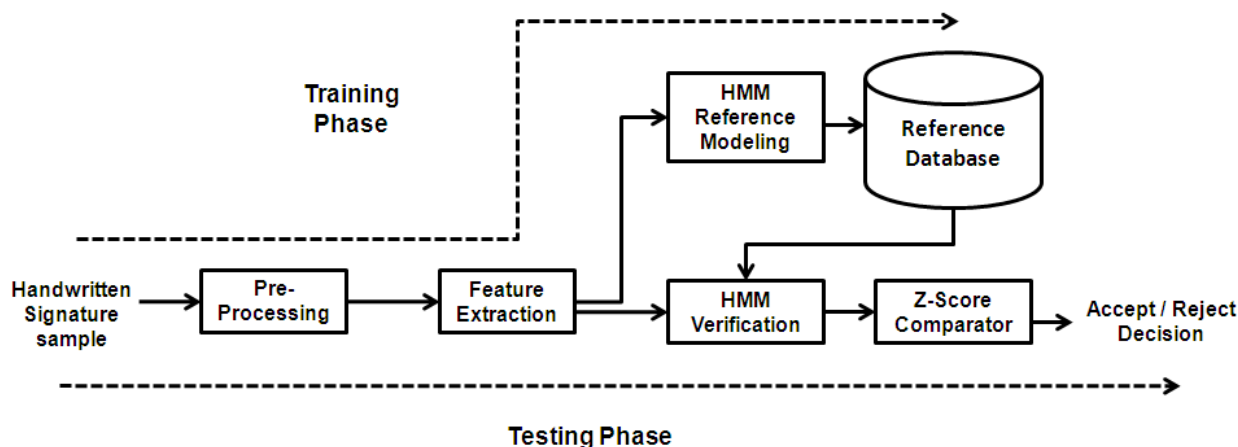 Training
Phase
HMM
Reference
Modeling
Reference
Database
Handwritten
Signature
sample
Pre-
Processing
Feature
Extraction
HMM
Verification
Z-Score
Comparator
Accept / Reject
Decision
Testing Phase